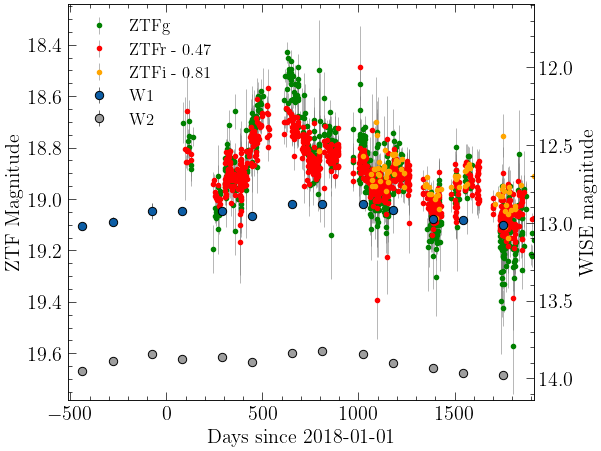 ZTFg
ZTFr - 0.47
ZTFi - 0.81
W1
W2
18.4
18.6
18.8
19.0
19.2
19.4
19.6
ZTF Magnitude
12.0
12.5
13.0
13.5
14.0
WISE magnitude
−500
0
500
1000
1500
Days since 2018-01-01